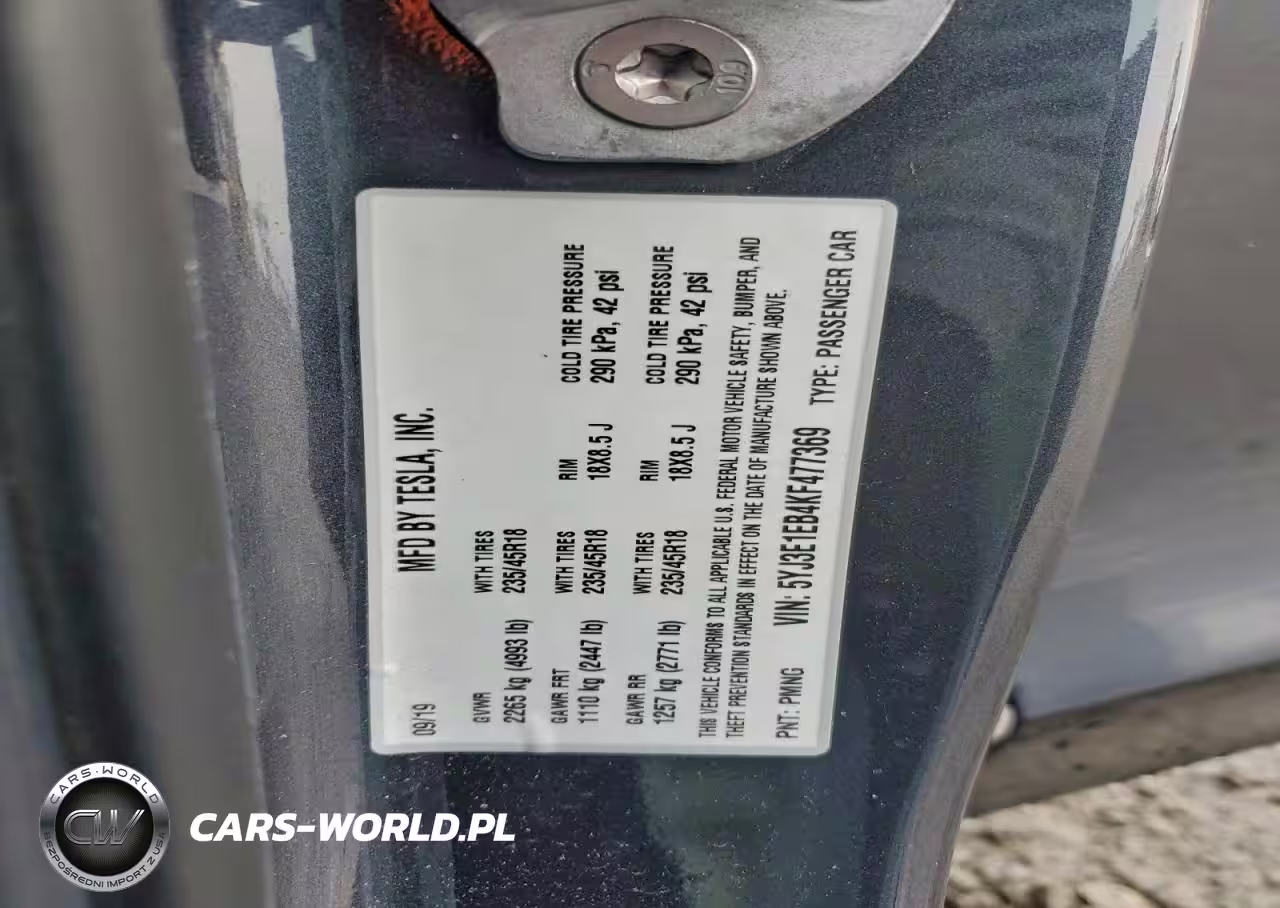 09/19 MFD BY TESLA, INC.
GVWR WITH TIRES
2265 kg (4993 lb) 235/45R18
GAWR FRT WITH TIRES RIM COLD TIRE PRESSURE
1110 kg (2447 lb) 235/45R18 18X8.5 J 290 kPa, 42 psi
GAWR RR WITH TIRES RIM COLD TIRE PRESSURE
1257 kg (2771 lb) 235/45R18 18X8.5 J 290 kPa, 42 psi
THIS VEHICLE CONFORMS TO ALL APPLICABLE U.S. FEDERAL MOTOR VEHICLE SAFETY, BUMPER, AND
THEFT PREVENTION STANDARDS IN EFFECT ON THE DATE OF MANUFACTURE SHOWN ABOVE.
PNT: PMNG VIN: 5YJ3E1EB4KF477369 TYPE: PASSENGER CAR
CARS-WORLD
CW
BEZPOŚREDNI IMPORT Z USA
CARS-WORLD.PL